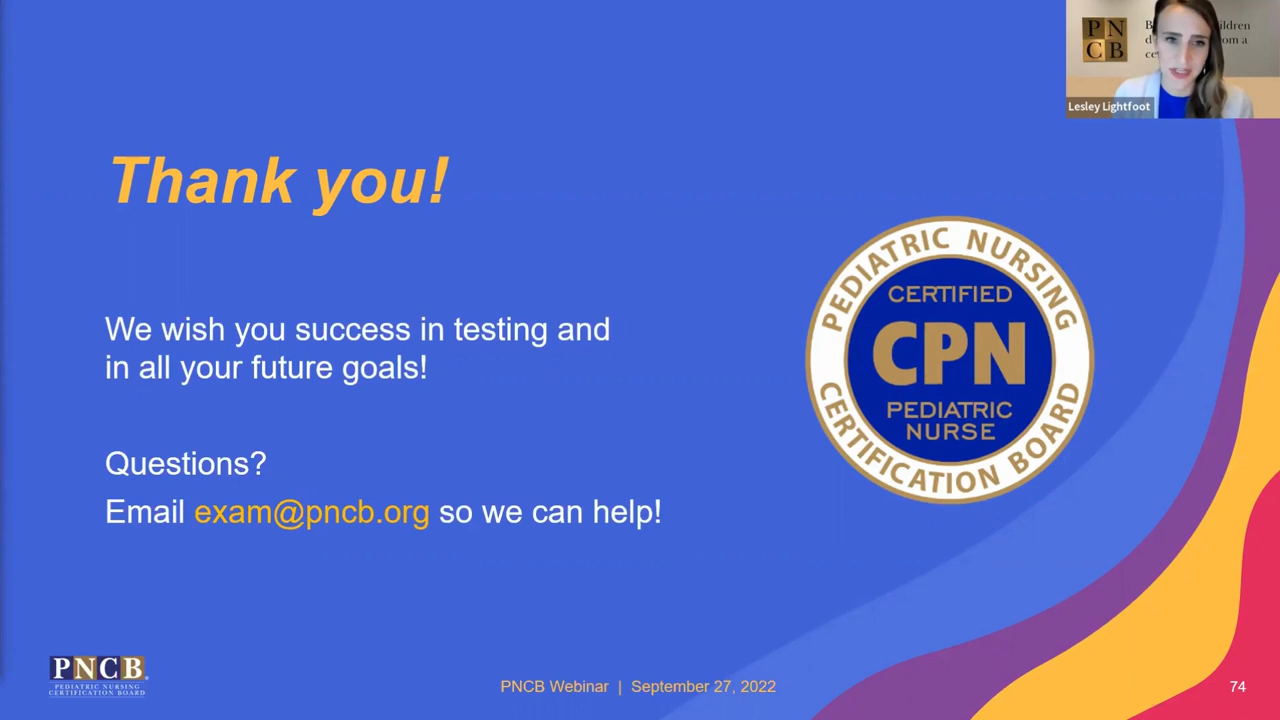 PN
CB
ildren
om a
Lesley Lightfoot
Thank you!
We wish you success in testing and
in all your future goals!
Questions?
Email exam@pncb.org so we can help!
PEDIATRIC NURSING
CERTIFIED
CPN
PEDIATRIC
NURSE
CERTIFICATION BOARD
PNCB
PEDIATRIC NURSING
CERTIFICATION BOARD
PNCB Webinar | September 27, 2022
74